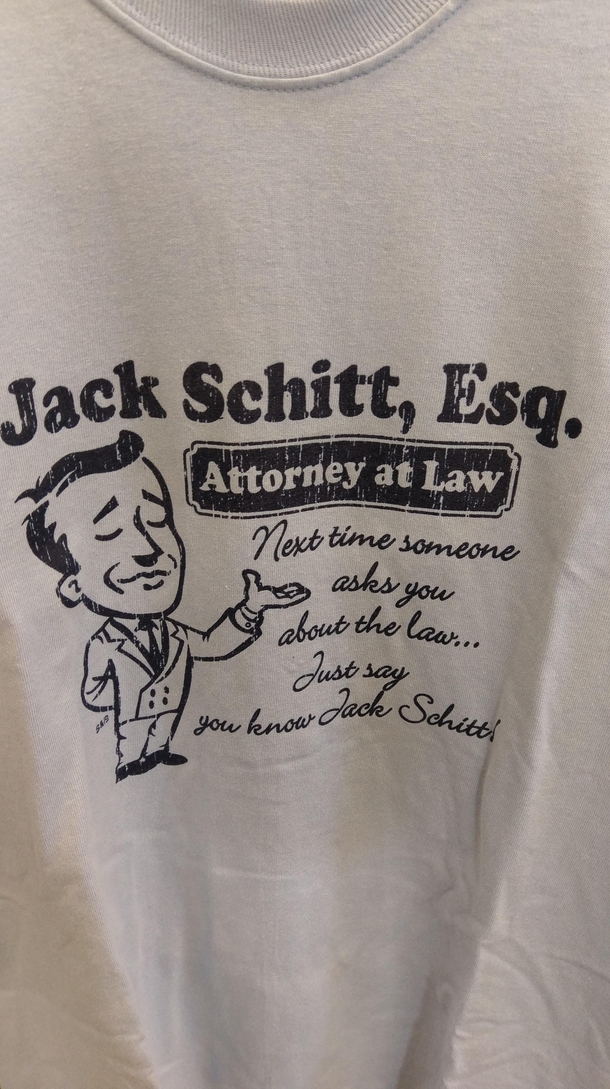 Jack Schitt, Esq.
Attorney at Law
Next time someone
asks you
about the law...
Just say
you know Jack Schitt!